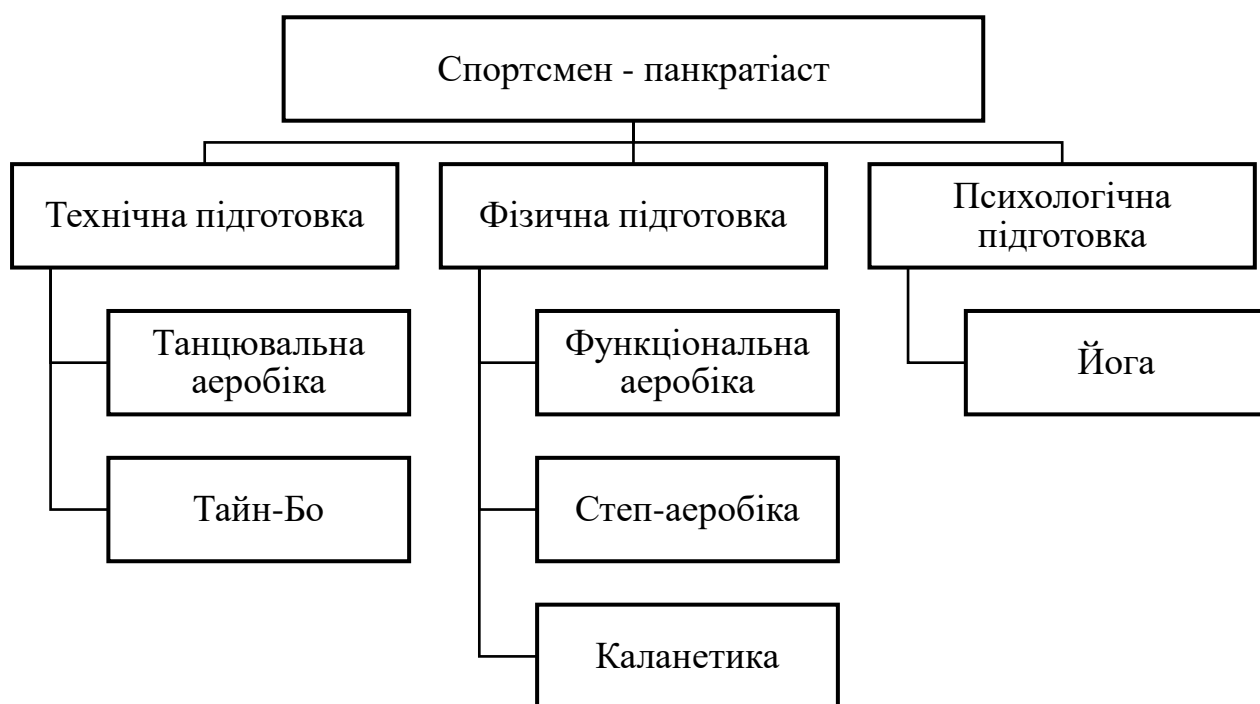 Спортсмен - панкратіаст
Технічна підготовка
Танцювальна
аеробіка
Тайн-Бо
Фізична підготовка
Функціональна
аеробіка
Степ-аеробіка
Каланетика
Психологічна
підготовка
Йога